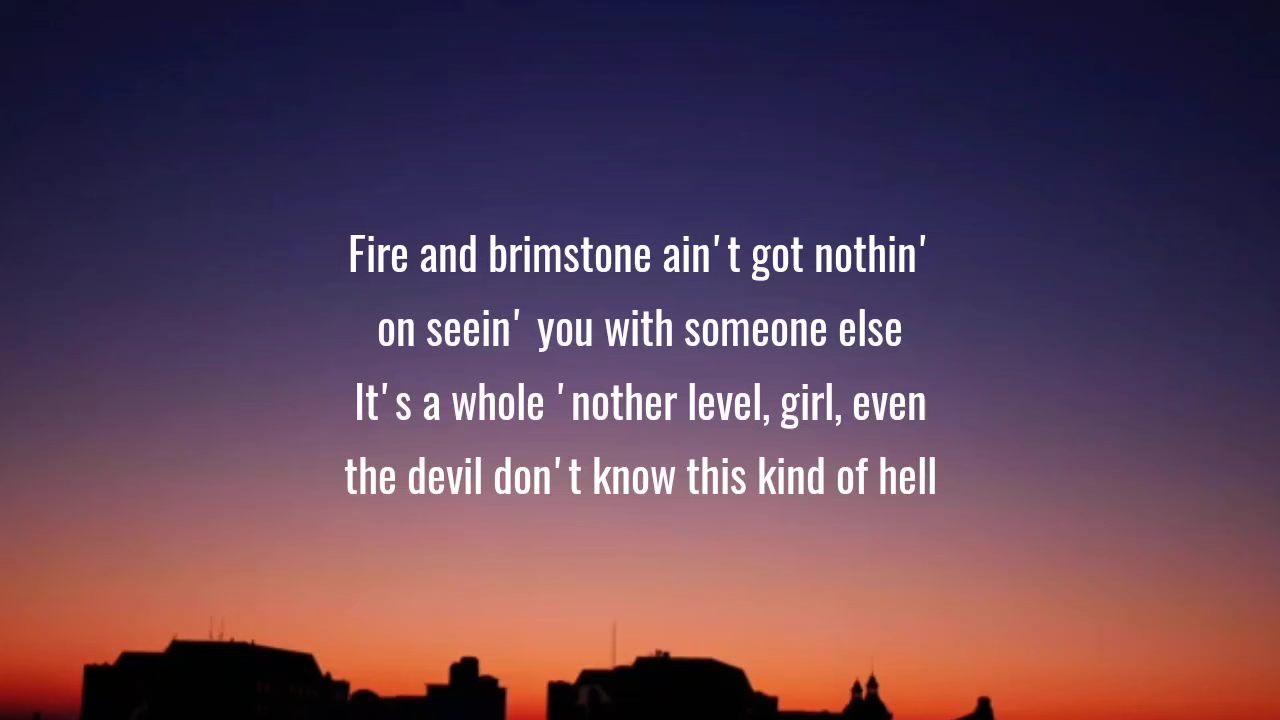 Fire and brimstone ain't got nothin'
on seein' you with someone else
It's a whole 'nother level, girl, even
the devil don't know this kind of hell